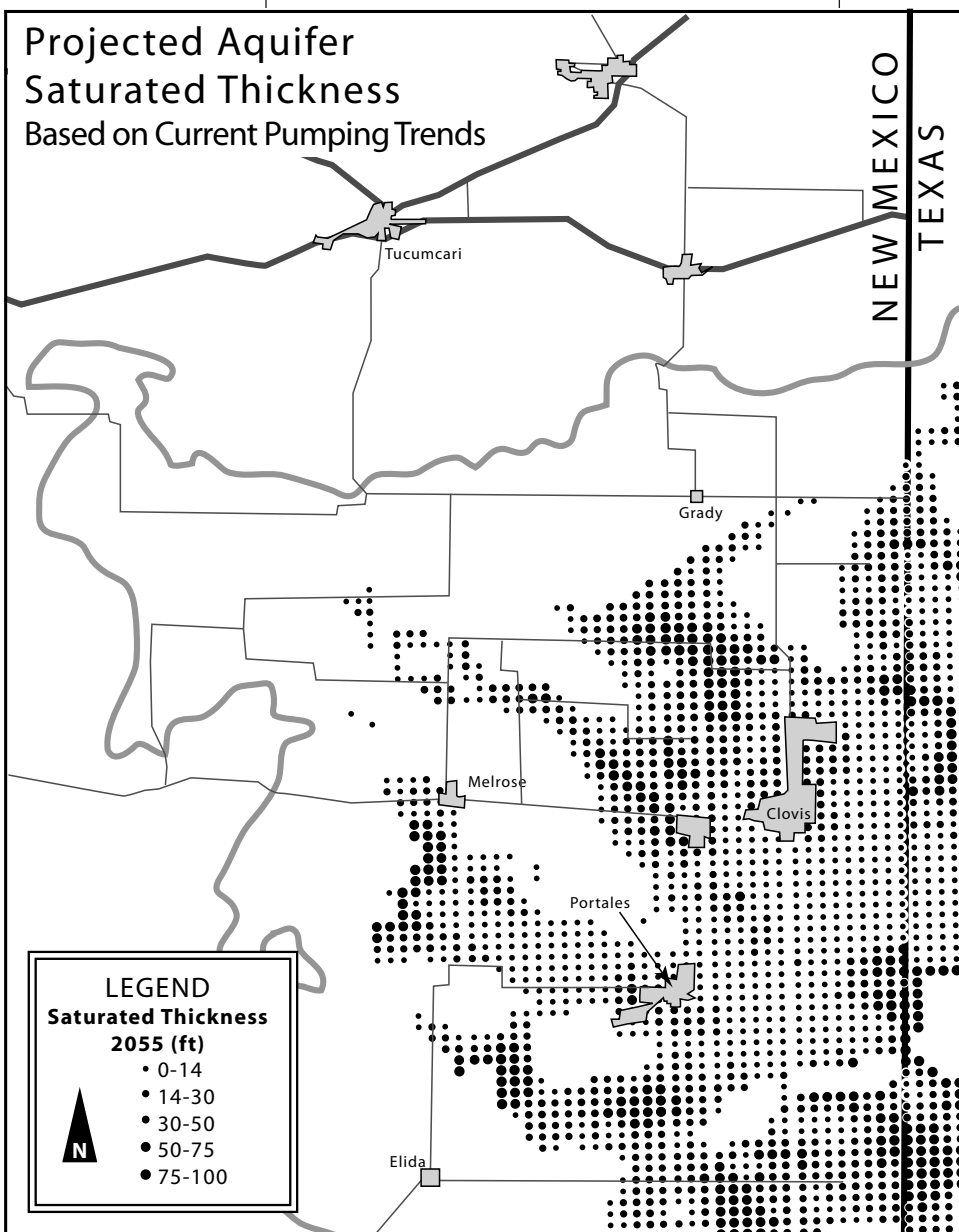 Projected Aquifer
Saturated Thickness
Based on Current Pumping Trends
NEW MEXICO
TEXAS
Tucumcari
Grady
Melrose
Clovis
Portales
Elida
LEGEND
Saturated Thickness
2055 (ft)
0-14
14-30
30-50
50-75
75-100
N